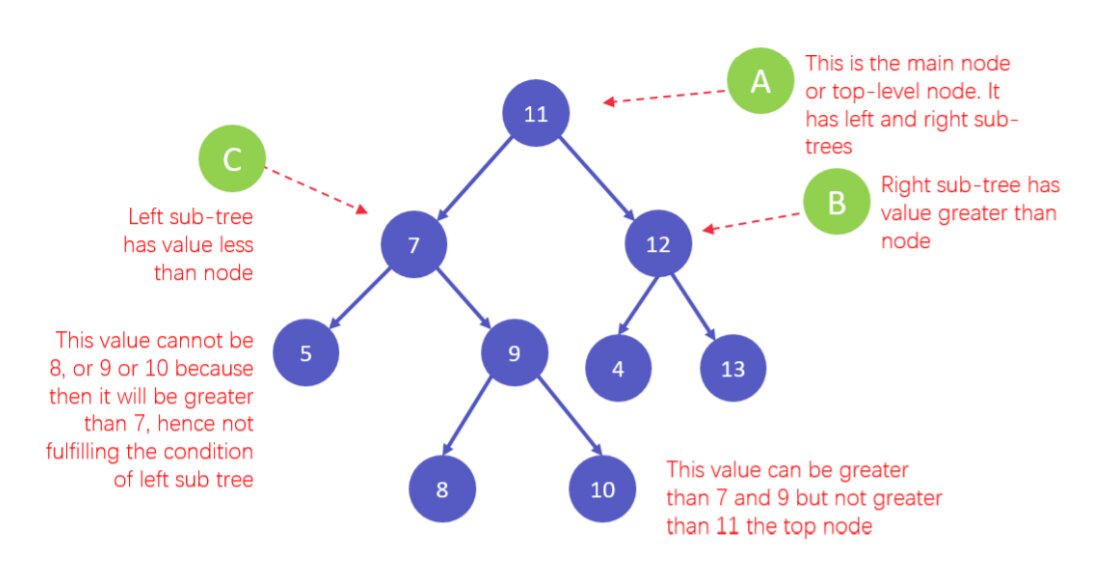 A
This is the main node
or top-level node. It
has left and right sub-
trees
11
C
B
Right sub-tree has
value greater than
node
Left sub-tree
has value less
than node
7
12
This value cannot be
8, or 9 or 10 because
then it will be greater
than 7, hence not
fulfilling the condition
of left sub tree
5
9
4
13
8
10
This value can be greater
than 7 and 9 but not greater
than 11 the top node